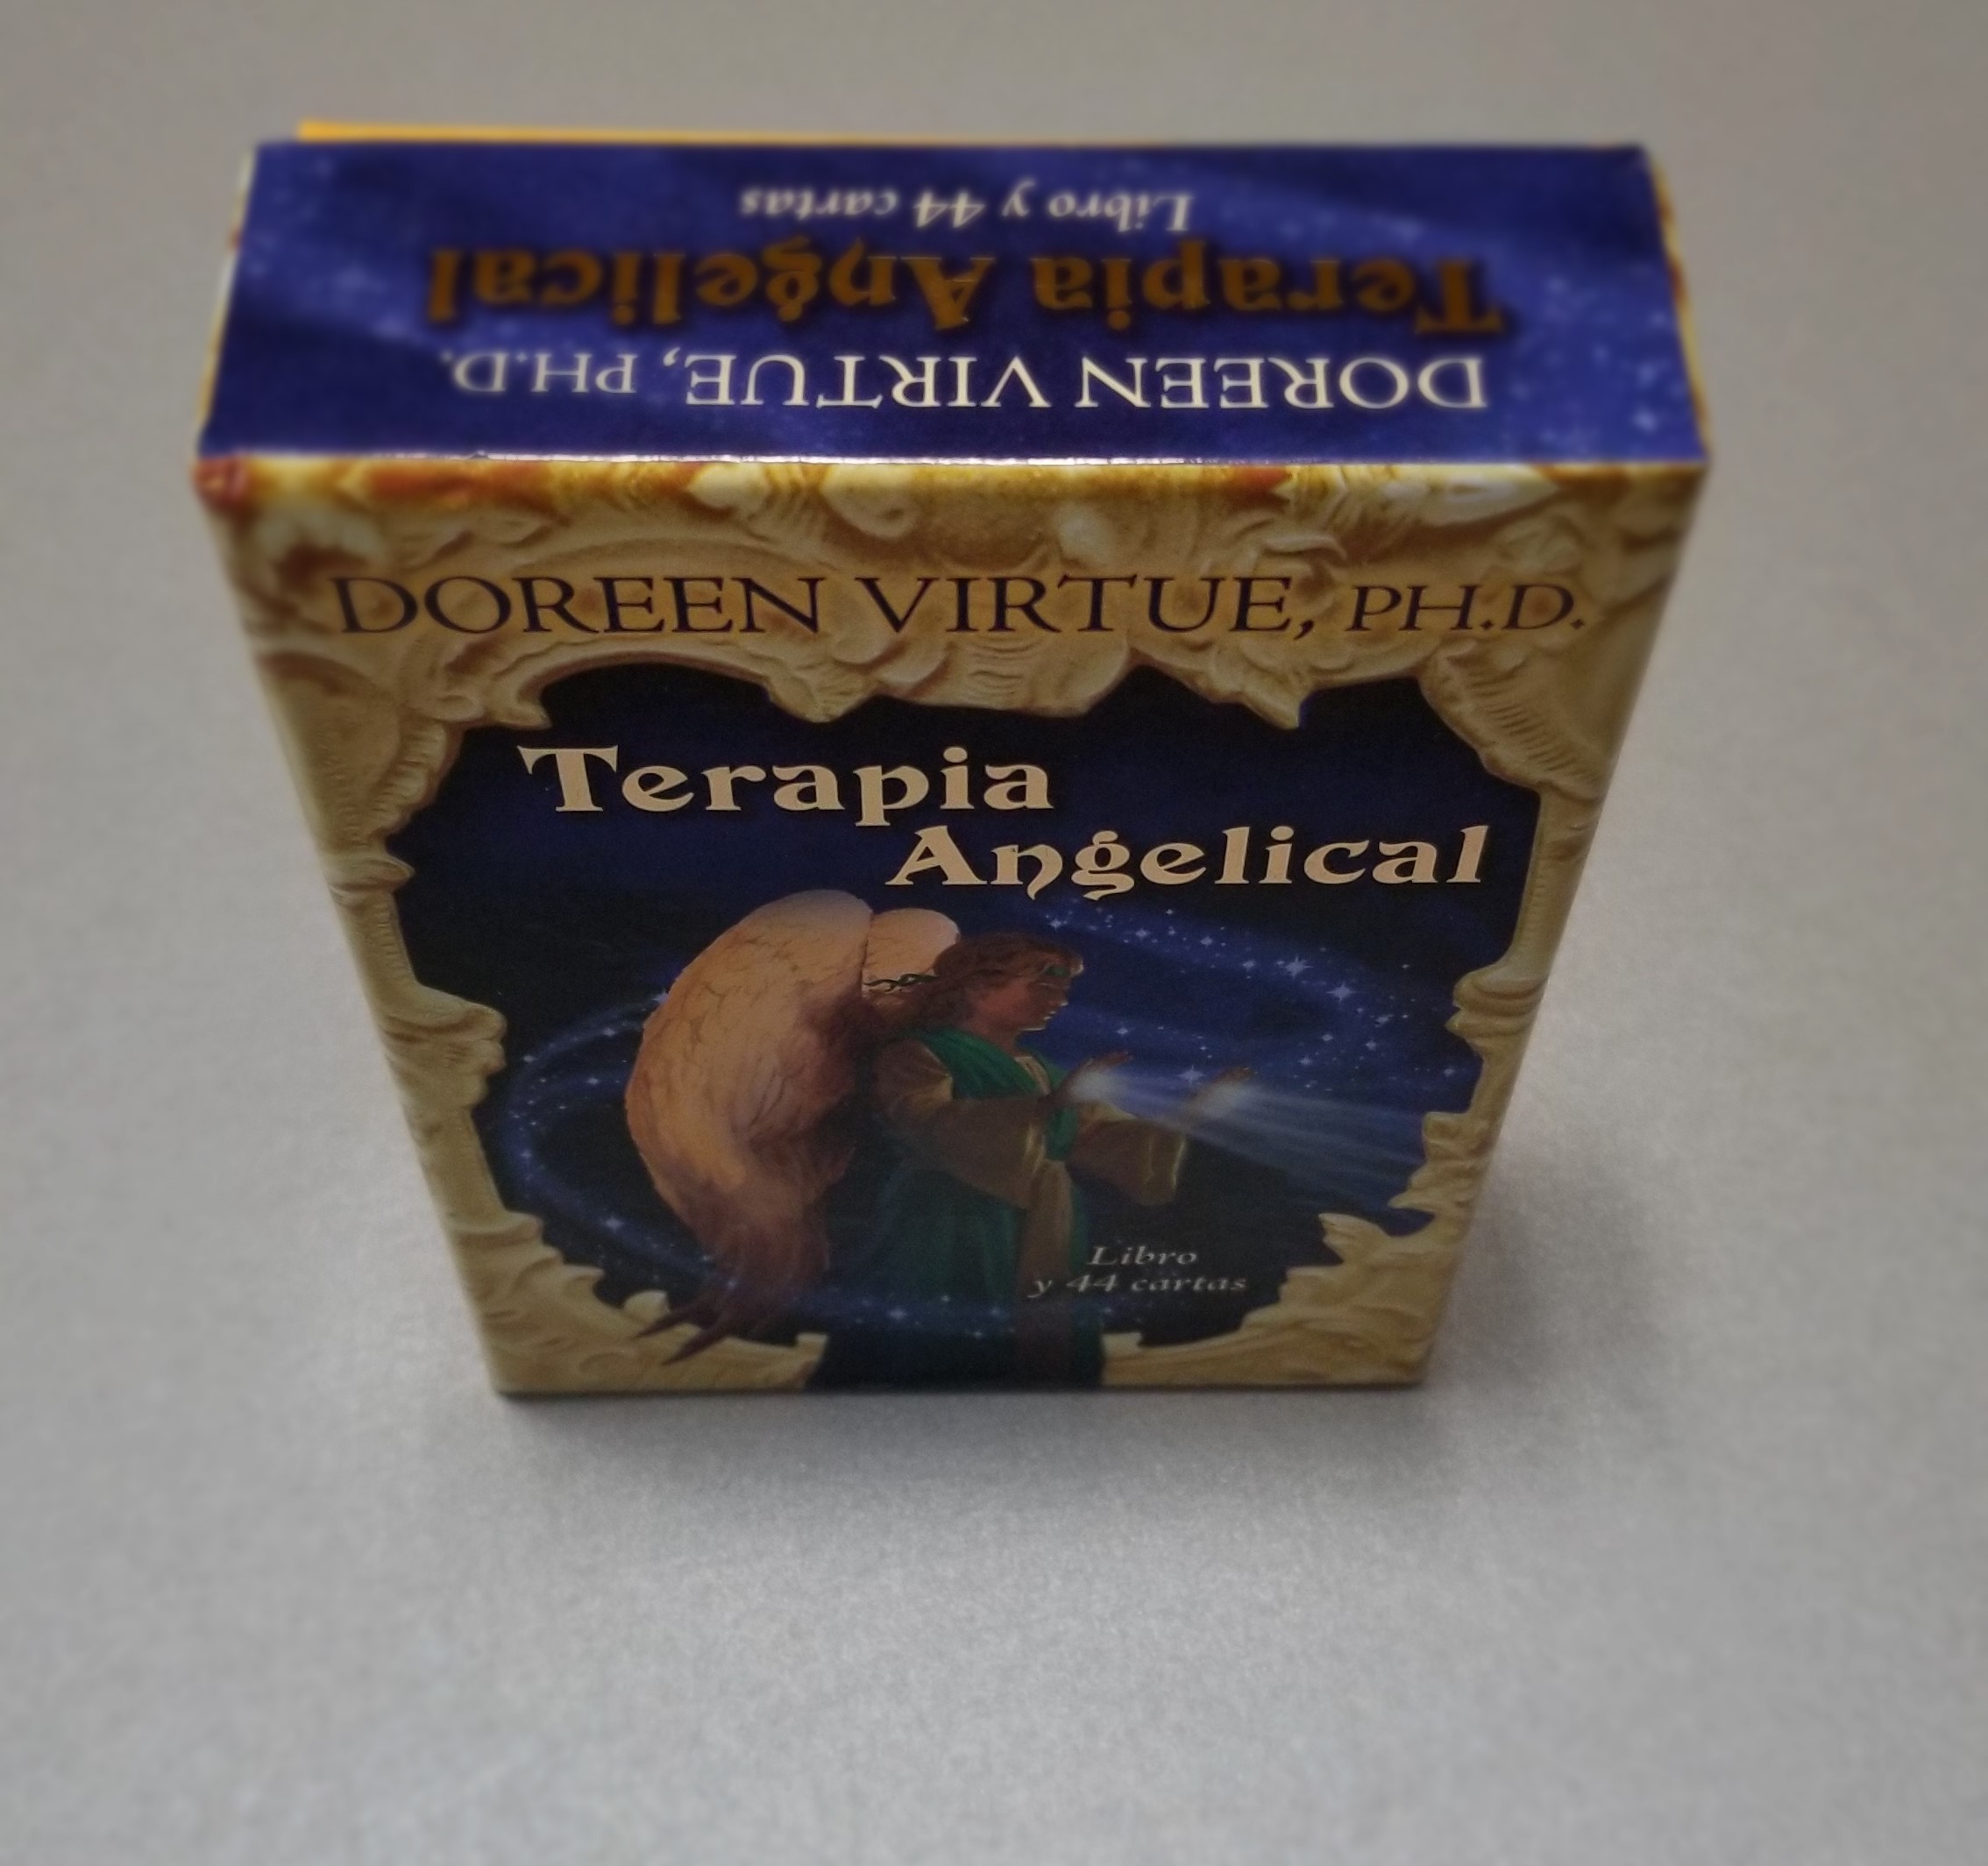 Libro y 44 cartas
Terapia Angelical
DOREEN VIRTUE, PH.D.
DOREEN VIRTUE, PH.D.
Terapia
Angelical
Libro
y 44 cartas